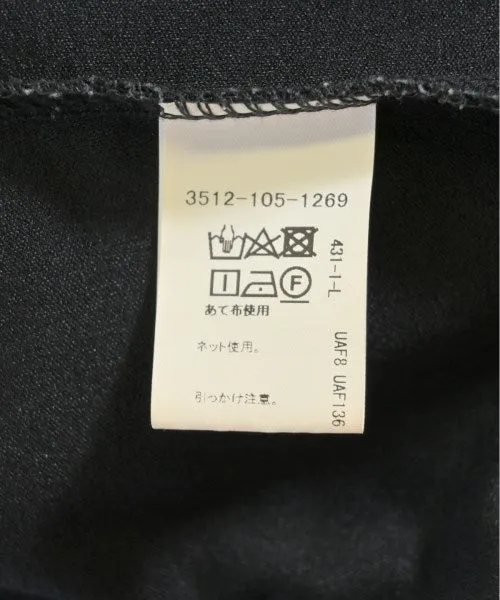 3512-105-1269
F
あて布使用
ネット使用。
引っかけ注意。
431-1-L
UAF8 UAF136